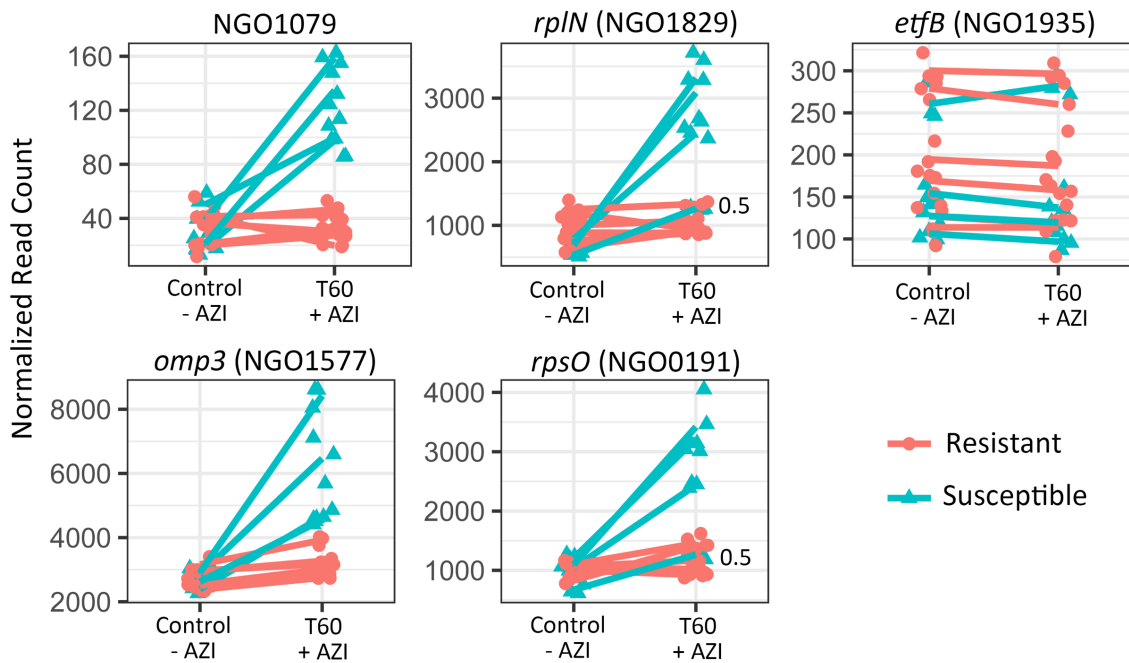 Normalized Read Count
NGO1079
160
120
80
40
Control
- AZI
T60
+ AZI
rplN (NGO1829)
3000
2000
1000
0.5
Control
- AZI
T60
+ AZI
etfB (NGO1935)
300
250
200
150
100
Control
- AZI
T60
+ AZI
omp3 (NGO1577)
8000
6000
4000
2000
Control
- AZI
T60
+ AZI
rpsO (NGO0191)
4000
3000
2000
1000
0.5
Control
- AZI
T60
+ AZI
Resistant
Susceptible